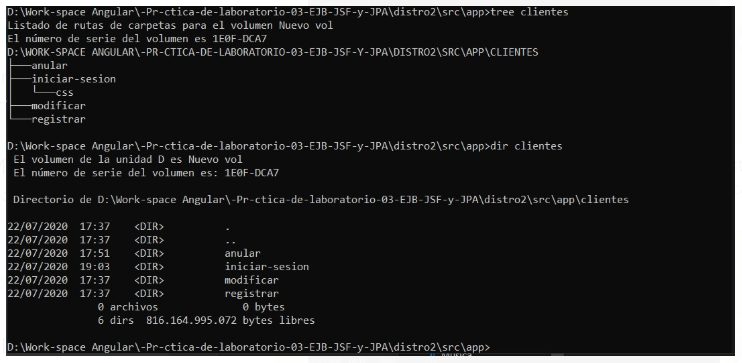 D:\Work-space Angular\-Pr-ctica-de-laboratorio-03-EJB-JSF-y-JPA\distro2\src\app>tree clientes
Listado de rutas de carpetas para el volumen Nuevo vol
El número de serie del volumen es 1E0F-DCA7
D:\WORK-SPACE ANGULAR\-PR-CTICA-DE-LABORATORIO-03-EJB-JSF-Y-JPA\DISTRO2\SRC\APP\CLIENTES
├───anular
├───iniciar-sesion
│   └───css
├───modificar
└───registrar
D:\Work-space Angular\-Pr-ctica-de-laboratorio-03-EJB-JSF-y-JPA\distro2\src\app>dir clientes
 El volumen de la unidad D es Nuevo vol
 El número de serie del volumen es: 1E0F-DCA7
 Directorio de D:\Work-space Angular\-Pr-ctica-de-laboratorio-03-EJB-JSF-y-JPA\distro2\src\app\clientes
22/07/2020  17:37    <DIR>          .
22/07/2020  17:37    <DIR>          ..
22/07/2020  17:51    <DIR>          anular
22/07/2020  19:03    <DIR>          iniciar-sesion
22/07/2020  17:37    <DIR>          modificar
22/07/2020  17:37    <DIR>          registrar
               0 archivos              0 bytes
               6 dirs  816.164.995.072 bytes libres
D:\Work-space Angular\-Pr-ctica-de-laboratorio-03-EJB-JSF-y-JPA\distro2\src\app>